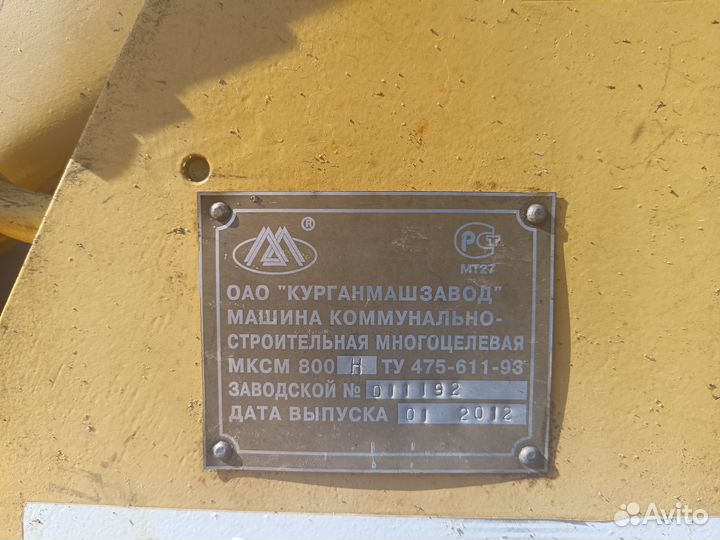 ®
РСТ
МТ27
ОАО "КУРГАНМАШЗАВОД"
МАШИНА КОММУНАЛЬНО-
СТРОИТЕЛЬНАЯ МНОГОЦЕЛЕВАЯ
МКСМ 800 Н ТУ 475-611-93
ЗАВОДСКОЙ № 011192
ДАТА ВЫПУСКА 01 2012
Avito